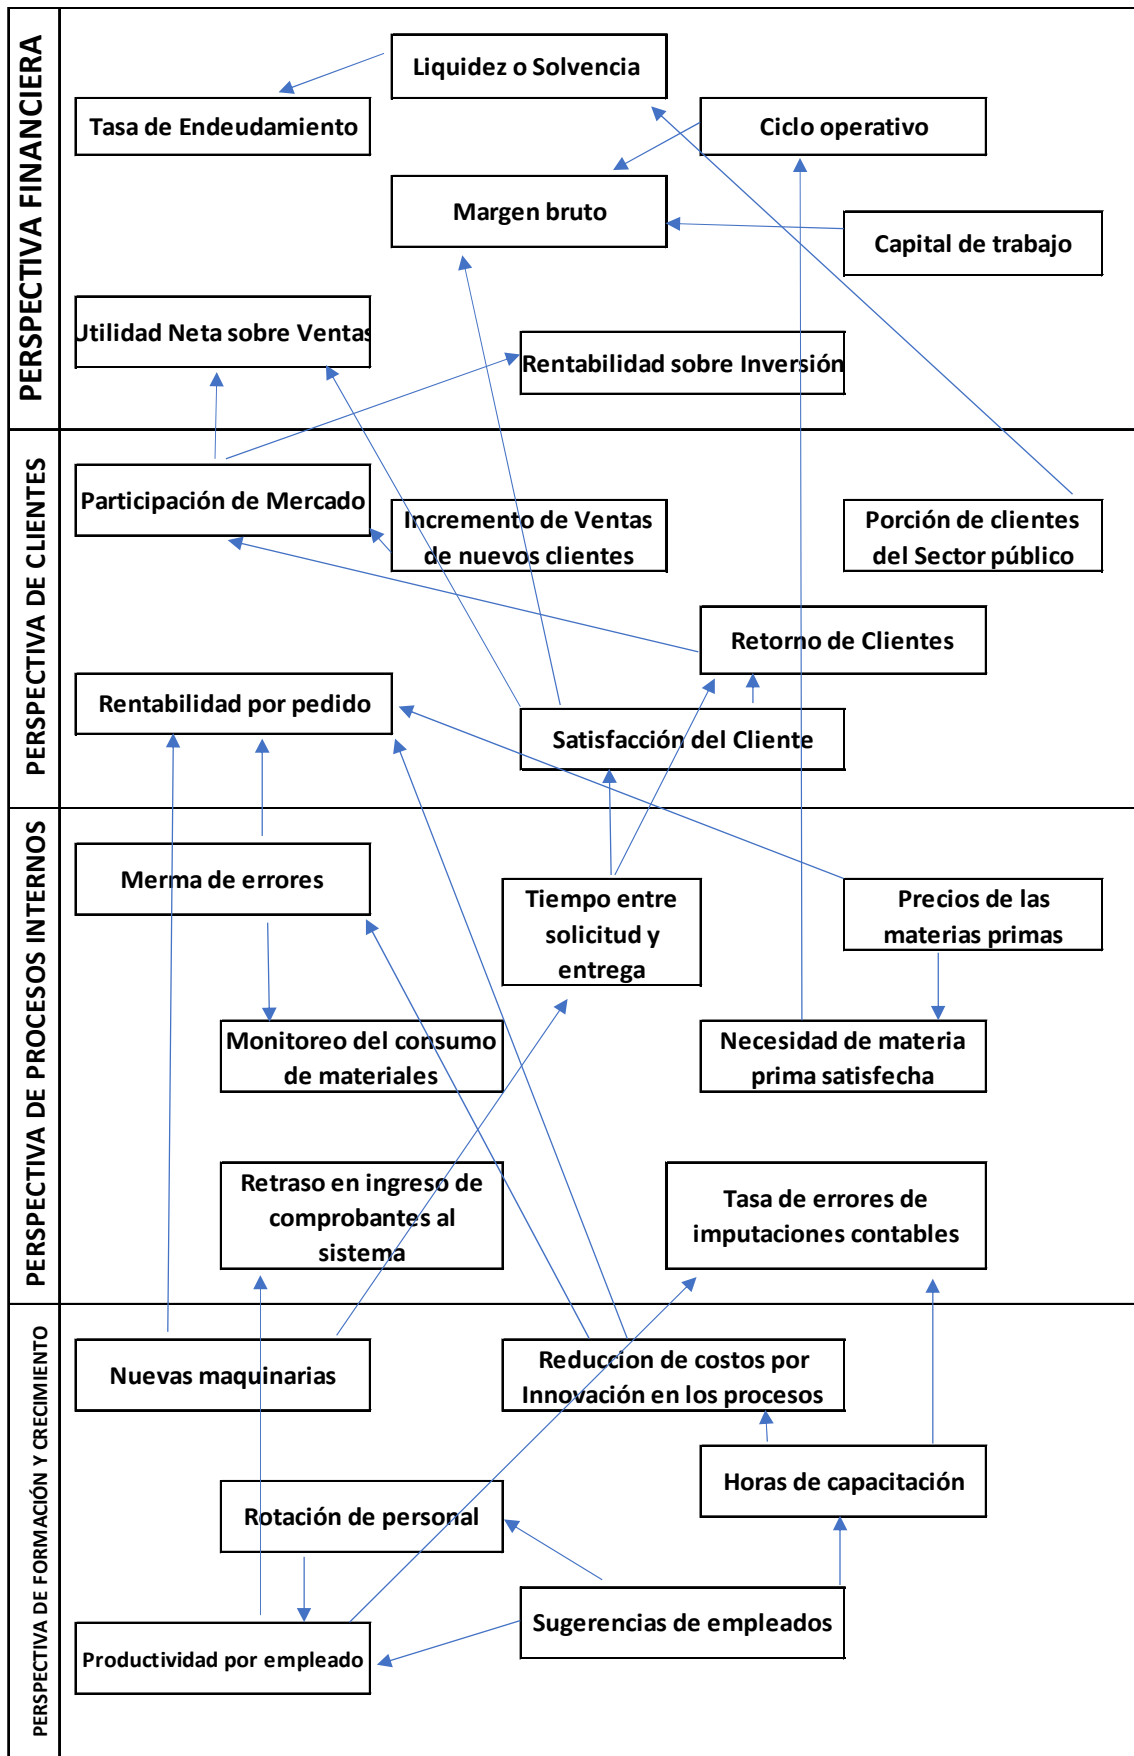 PERSPECTIVA FINANCIERA
Liquidez o Solvencia
Tasa de Endeudamiento
Ciclo operativo
Margen bruto
Capital de trabajo
Utilidad Neta sobre Ventas
Rentabilidad sobre Inversión
PERSPECTIVA DE CLIENTES
Participación de Mercado
Incremento de Ventas
de nuevos clientes
Porción de clientes
del Sector público
Retorno de Clientes
Rentabilidad por pedido
Satisfacción del Cliente
PERSPECTIVA DE PROCESOS INTERNOS
Merma de errores
Tiempo entre
solicitud y
entrega
Precios de las
materias primas
Monitoreo del consumo
de materiales
Necesidad de materia
prima satisfecha
Retraso en ingreso de
comprobantes al
sistema
Tasa de errores de
imputaciones contables
PERSPECTIVA DE FORMACIÓN Y CRECIMIENTO
Nuevas maquinarias
Reduccion de costos por
Innovación en los procesos
Horas de capacitación
Rotación de personal
Sugerencias de empleados
Productividad por empleado